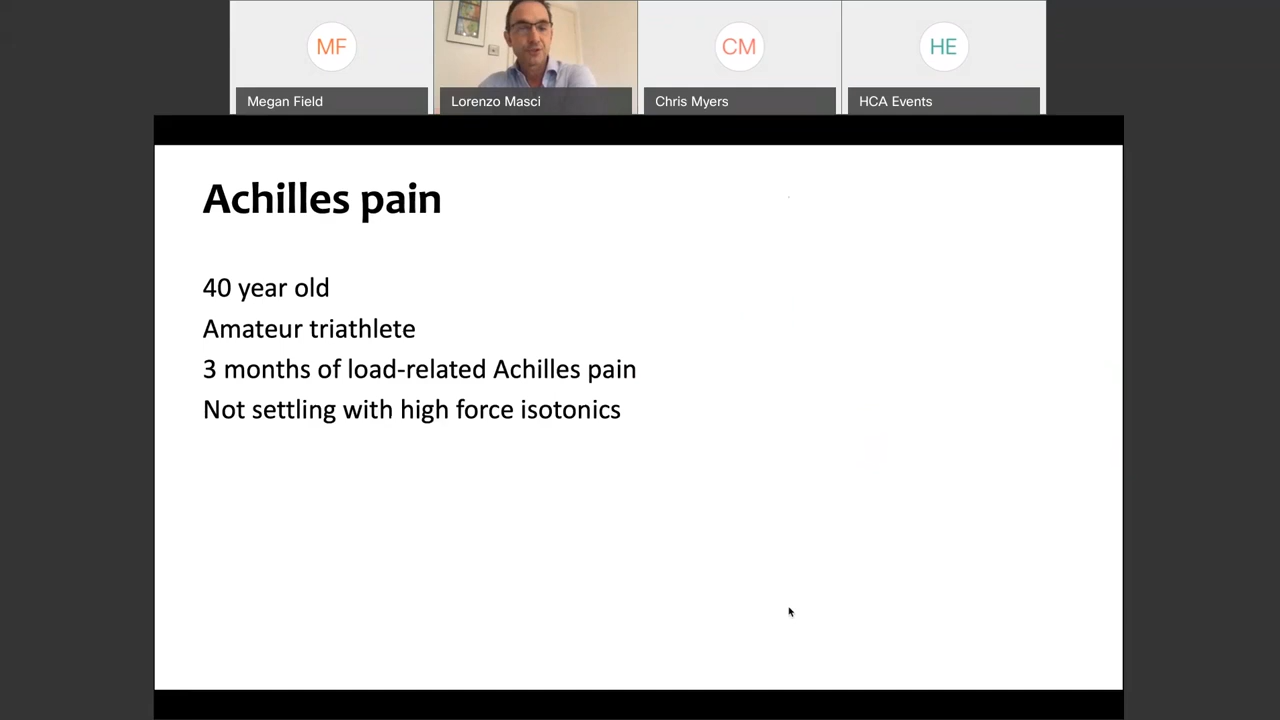 MF
CM
HE
Megan Field
Lorenzo Masci
Chris Myers
HCA Events
Achilles pain
40 year old
Amateur triathlete
3 months of load-related Achilles pain
Not settling with high force isotonics